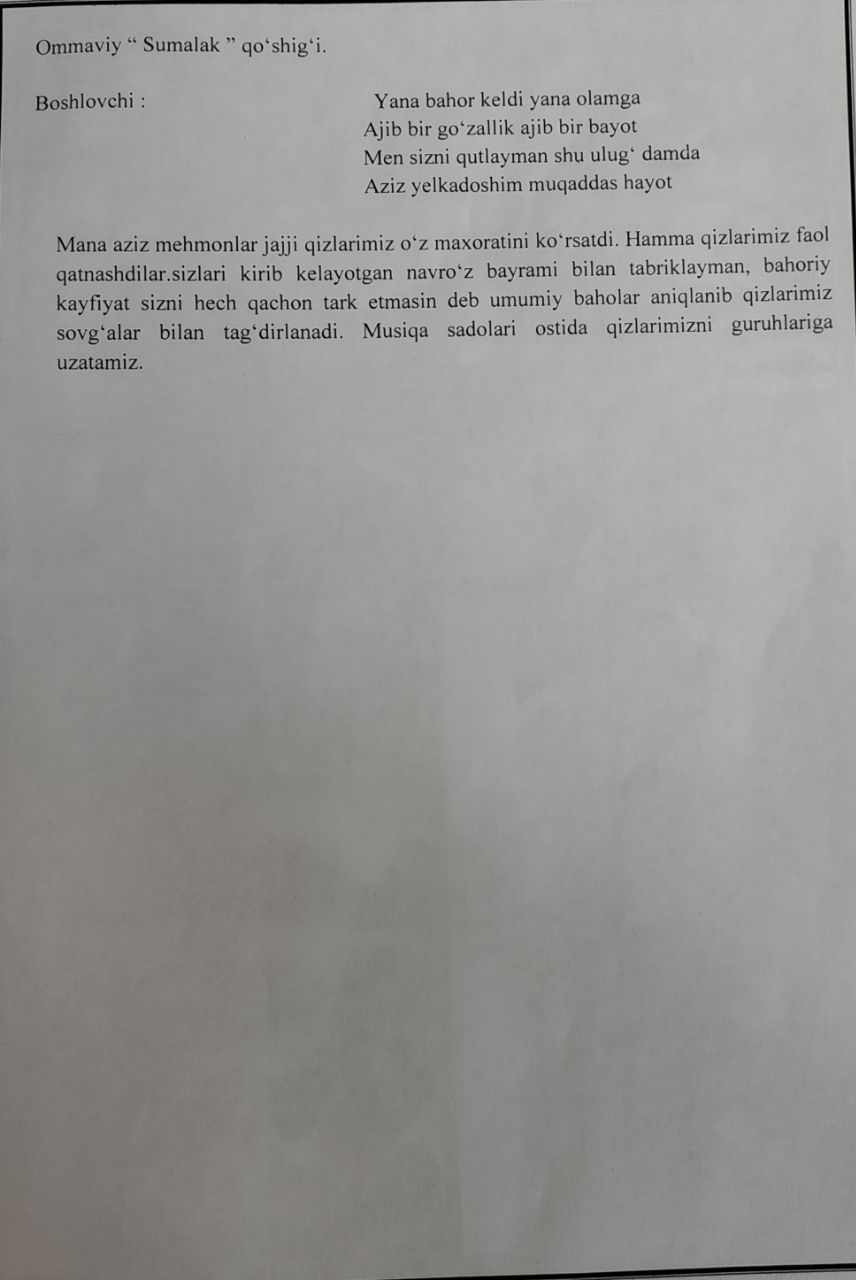 Ommaviy “ Sumalak ” qo‘shig‘i.
Boshlovchi : Yana bahor keldi yana olamga
Ajib bir go‘zallik ajib bir bayot
Men sizni qutlayman shu ulug‘ damda
Aziz yelkadoshim muqaddas hayot
Mana aziz mehmonlar jajji qizlarimiz o‘z maxoratini ko‘rsatdi. Hamma qizlarimiz faol
qatnashdilar.sizlari kirib kelayotgan navro‘z bayrami bilan tabriklayman, bahoriy
kayfiyat sizni hech qachon tark etmasin deb umumiy baholar aniqlanib qizlarimiz
sovg‘alar bilan tag‘dirlanadi. Musiqa sadolari ostida qizlarimizni guruhlariga
uzatamiz.